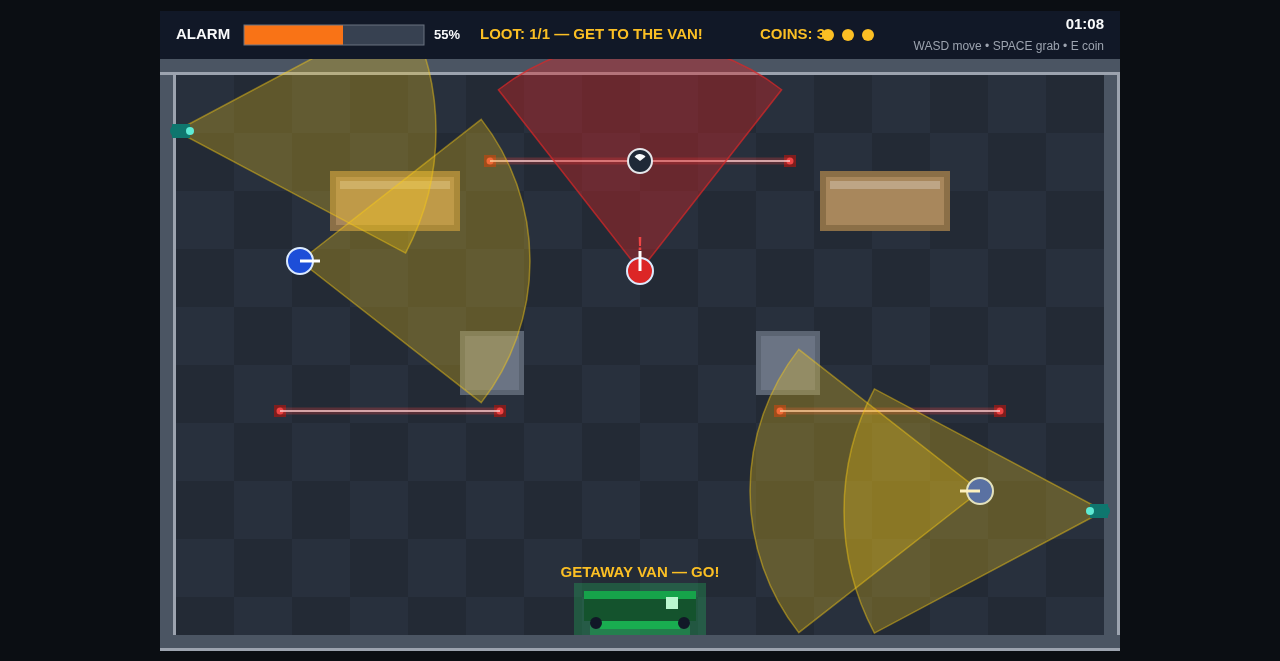 ALARM 55% LOOT: 1/1 — GET TO THE VAN! COINS: 3 01:08
WASD move • SPACE grab • E coin
!
GETAWAY VAN — GO!